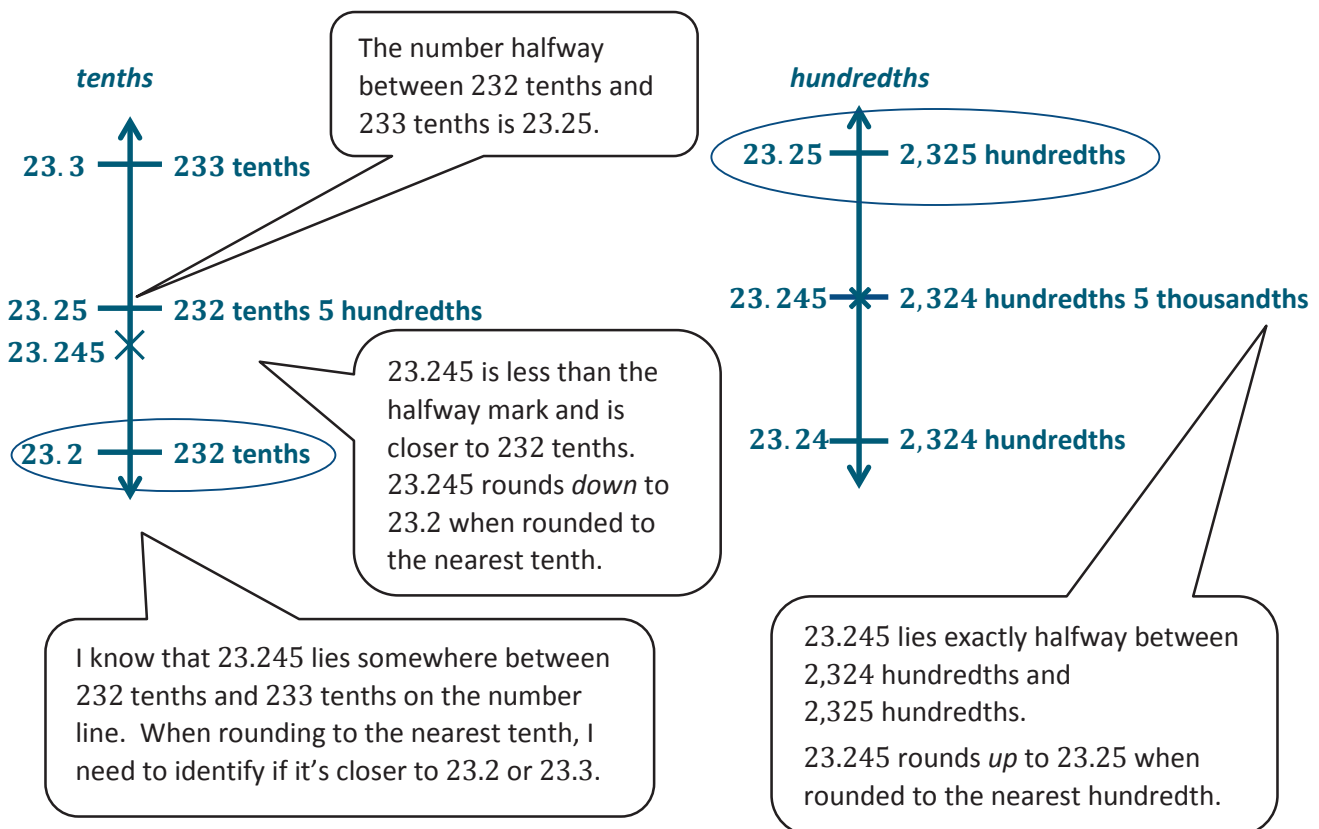 tenths
The number halfway
between 232 tenths and
233 tenths is 23.25.
23.3
233 tenths
23.25
232 tenths 5 hundredths
23.245
23.2
232 tenths
23.245 is less than the
halfway mark and is
closer to 232 tenths.
23.245 rounds down to
23.2 when rounded to
the nearest tenth.
I know that 23.245 lies somewhere between
232 tenths and 233 tenths on the number
line. When rounding to the nearest tenth, I
need to identify if it's closer to 23.2 or 23.3.
hundredths
23.25
2,325 hundredths
23.245
2,324 hundredths 5 thousandths
23.24
2,324 hundredths
23.245 lies exactly halfway between
2,324 hundredths and
2,325 hundredths.
23.245 rounds up to 23.25 when
rounded to the nearest hundredth.